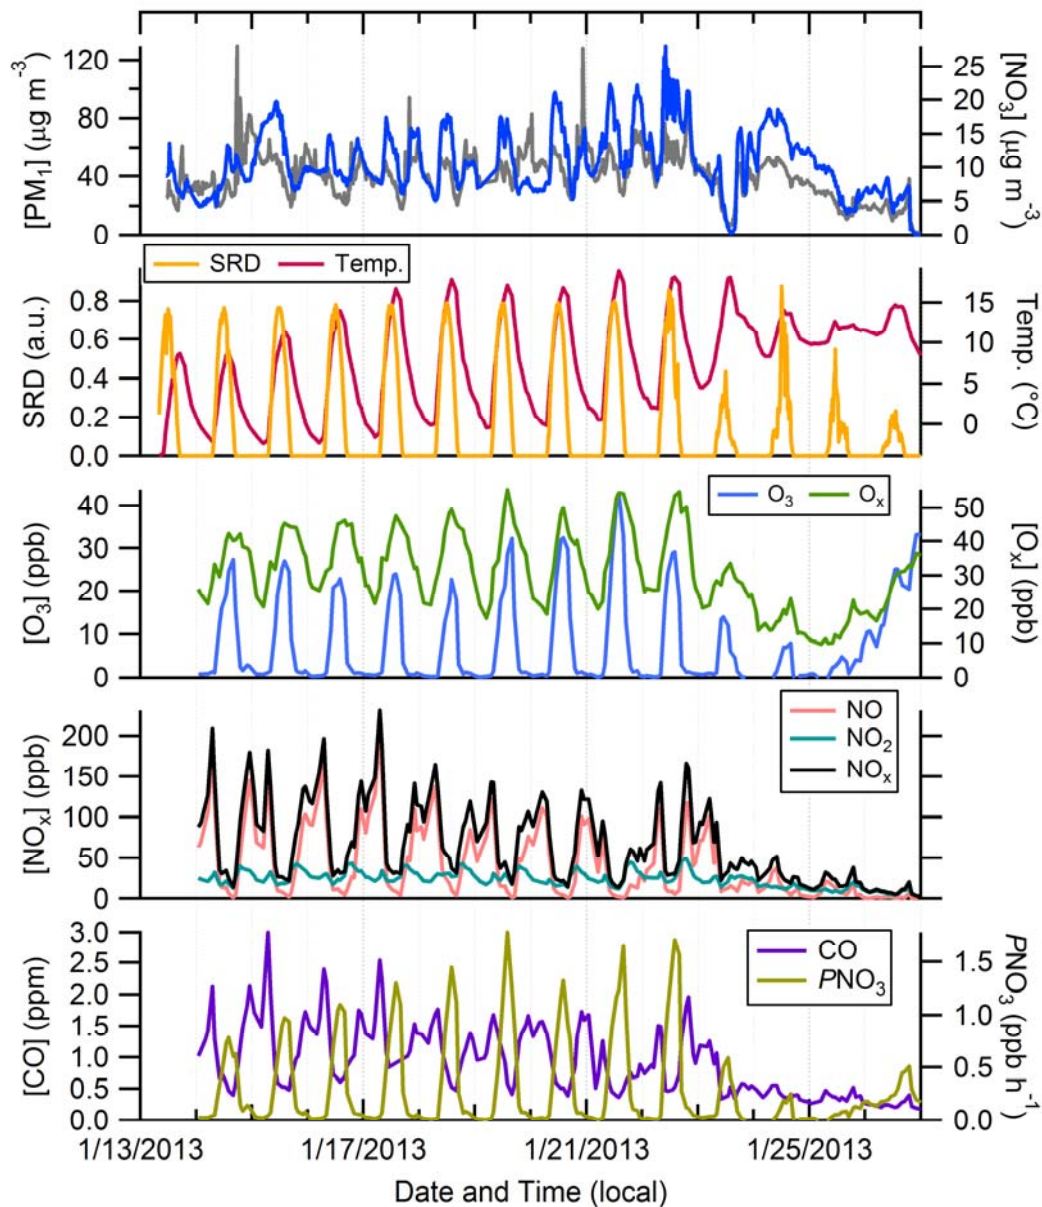 [PM₁] (μg m⁻³)
120
80
40
0
25
20
15
10
5
0
[NO₃] (μg m⁻³)
SRD Temp.
SRD (a.u.)
0.8
0.6
0.4
0.2
0.0
15
10
5
0
Temp. (°C)
O₃ Oₓ
[O₃] (ppb)
40
30
20
10
0
50
40
30
20
10
0
[Oₓ] (ppb)
NO
NO₂
NOₓ
[NOₓ] (ppb)
200
150
100
50
0
CO
PNO₃
[CO] (ppm)
3.0
2.5
2.0
1.5
1.0
0.5
0.0
1.5
1.0
0.5
0.0
PNO₃ (ppb h⁻¹)
1/13/2013 1/17/2013 1/21/2013 1/25/2013
Date and Time (local)